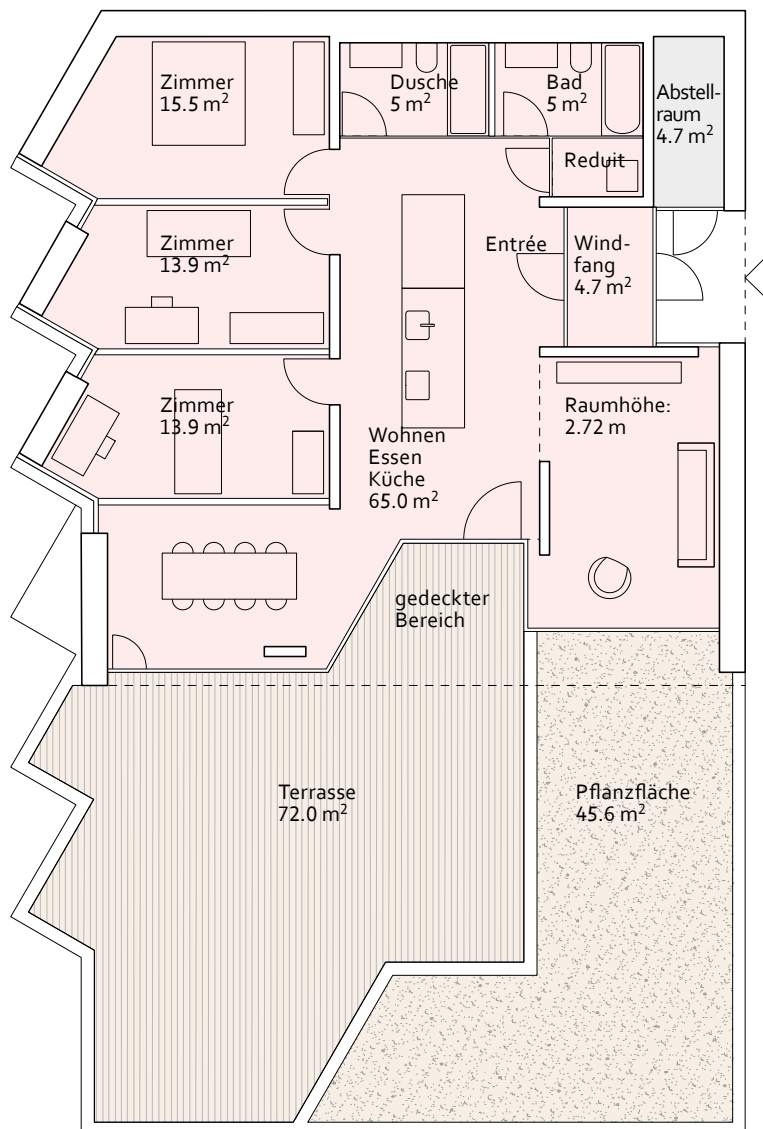 Zimmer
15.5 m²
Dusche
5 m²
Bad
5 m²
Abstell-
raum
4.7 m²
Reduit
Zimmer
13.9 m²
Entrée
Wind-
fang
4.7 m²
Zimmer
13.9 m²
Raumhöhe:
2.72 m
Wohnen
Essen
Küche
65.0 m²
gedeckter
Bereich
Terrasse
72.0 m²
Pflanzfläche
45.6 m²